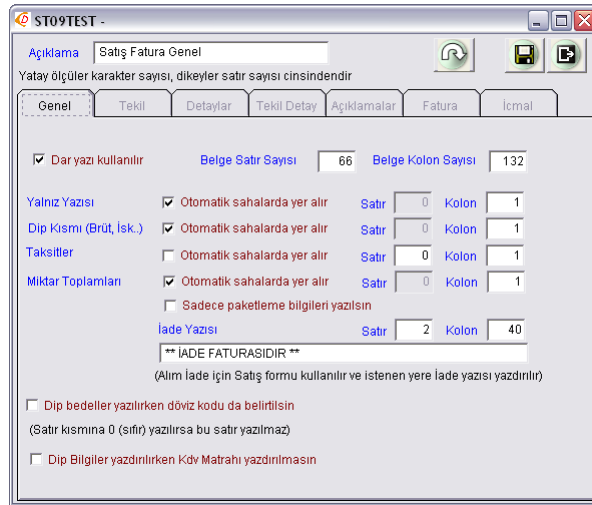 ST09TEST -
Açıklama Satış Fatura Genel
Yatay ölçüler karakter sayısı, dikeyler satır sayısı cinsindendir
Genel Tekil Detaylar Tekil Detay Açıklamalar Fatura İcmal
Dar yazı kullanılır Belge Satır Sayısı 66 Belge Kolon Sayısı 132
Yalnız Yazısı Otomatik sahalarda yer alır Satır 0 Kolon 1
Dip Kısmı (Brüt, İsk..) Otomatik sahalarda yer alır Satır 0 Kolon 1
Taksitler Otomatik sahalarda yer alır Satır 0 Kolon 1
Miktar Toplamları Otomatik sahalarda yer alır Satır 0 Kolon 1
Sadece paketleme bilgileri yazılsın
İade Yazısı Satır 2 Kolon 40
** İADE FATURASIDIR **
(Alım İade için Satış formu kullanılır ve istenen yere İade yazısı yazdırılır)
Dip bedeller yazılırken döviz kodu da belirtilsin
(Satır kısmına 0 (sıfır) yazılırsa bu satır yazılmaz)
Dip Bilgiler yazdırılırken Kdv Matrahı yazdırılmasın